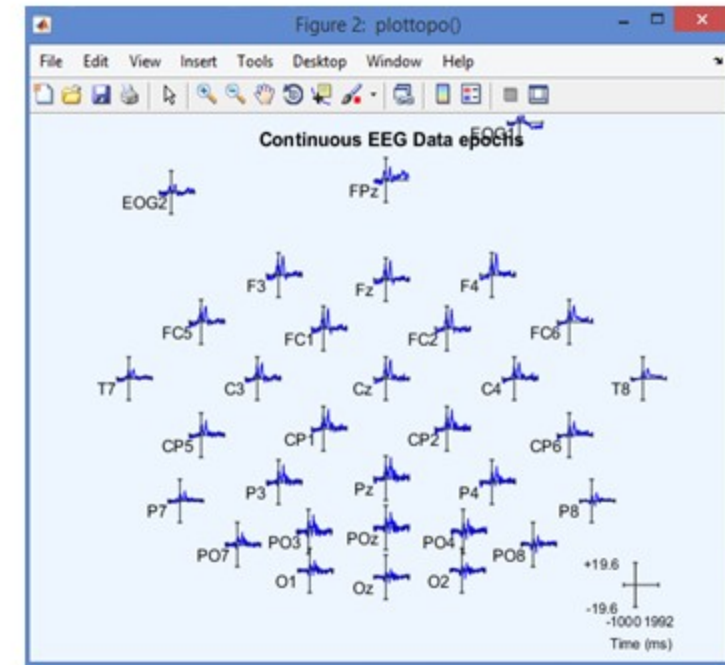 Figure 2: plottopo()
File Edit View Insert Tools Desktop Window Help
Continuous EEG Data epochs
EOG1
EOG2
FPz
F3
Fz
F4
FC5
FC1
FC2
FC6
T7
C3
Cz
C4
T8
CP5
CP1
CP2
CP6
P7
P3
Pz
P4
P8
PO7
PO3
POz
PO4
PO8
O1
Oz
O2
+19.6
-19.6
-1000 1992
Time (ms)